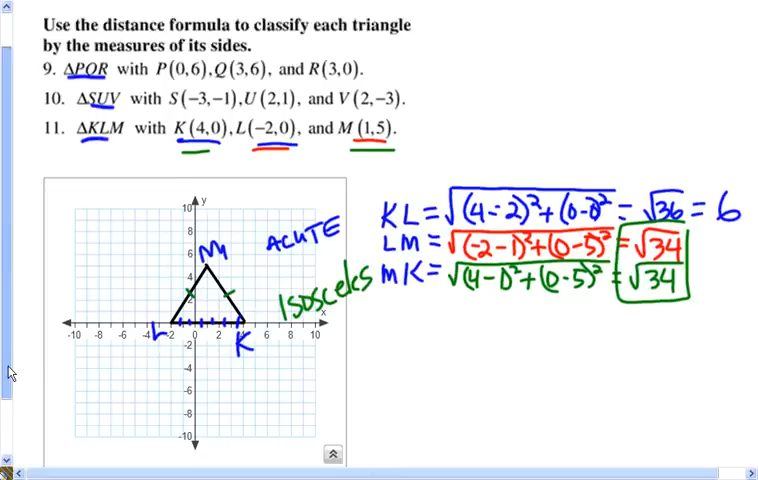 Use the distance formula to classify each triangle
by the measures of its sides.
9. ΔPQR with P(0,6), Q(3,6), and R(3,0).
10. ΔSUV with S(−3,−1), U(2,1), and V(2,−3).
11. ΔKLM with K(4,0), L(−2,0), and M(1,5).
KL = √(4 - -2)² + (0-0)² = √36 = 6
LM = √(-2-1)² + (0-5)² = √34
MK = √(4-1)² + (0-5)² = √34
ACUTE
Isosceles
y
10
8
6
4
2
M
L
K
x
-10 -8 -6 -4 -2 0 2 4 6 8 10
-2
-4
-6
-8
-10